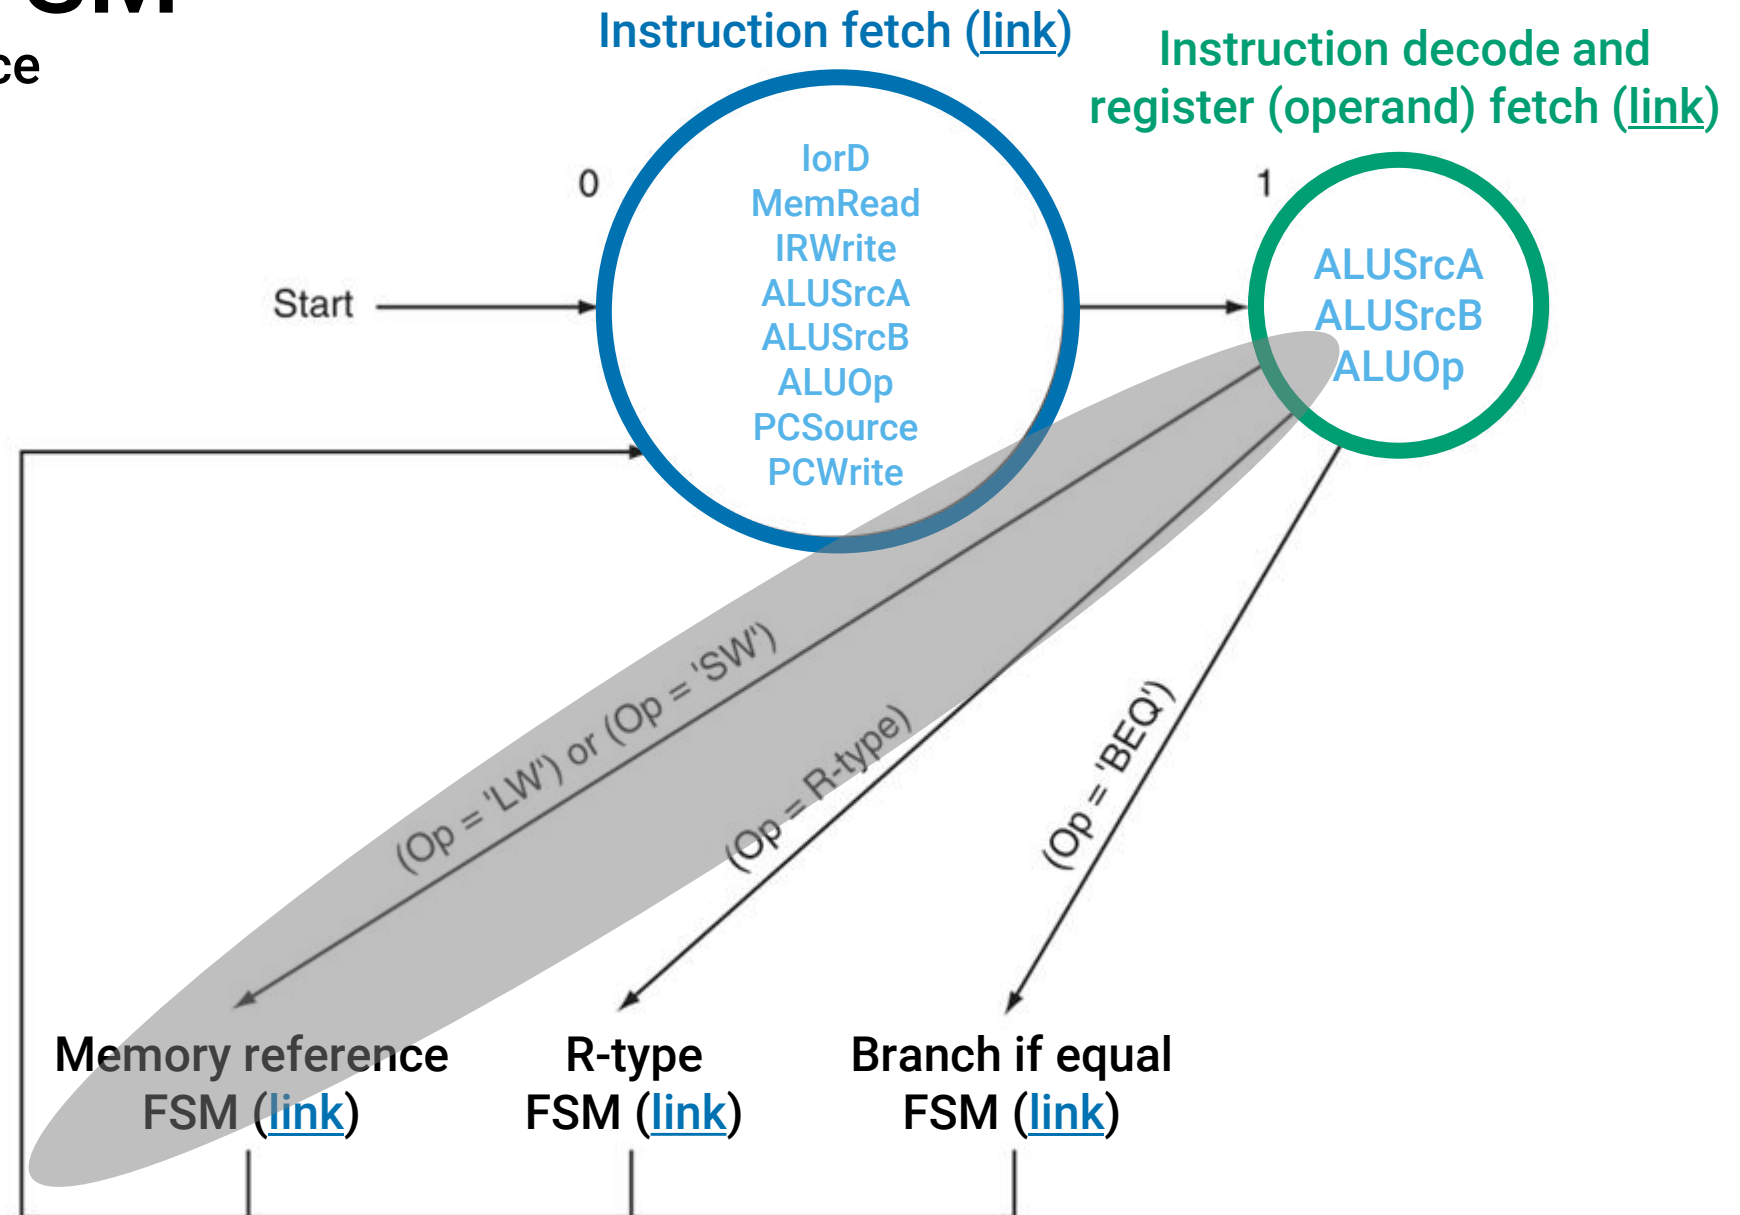 Instruction fetch (link)
Instruction decode and
register (operand) fetch (link)
0
IorD
MemRead
IRWrite
ALUSrcA
ALUSrcB
ALUOp
PCSource
PCWrite
1
ALUSrcA
ALUSrcB
ALUOp
Start
(Op = 'LW') or (Op = 'SW')
(Op = R-type)
(Op = 'BEQ')
Memory reference
FSM (link)
R-type
FSM (link)
Branch if equal
FSM (link)